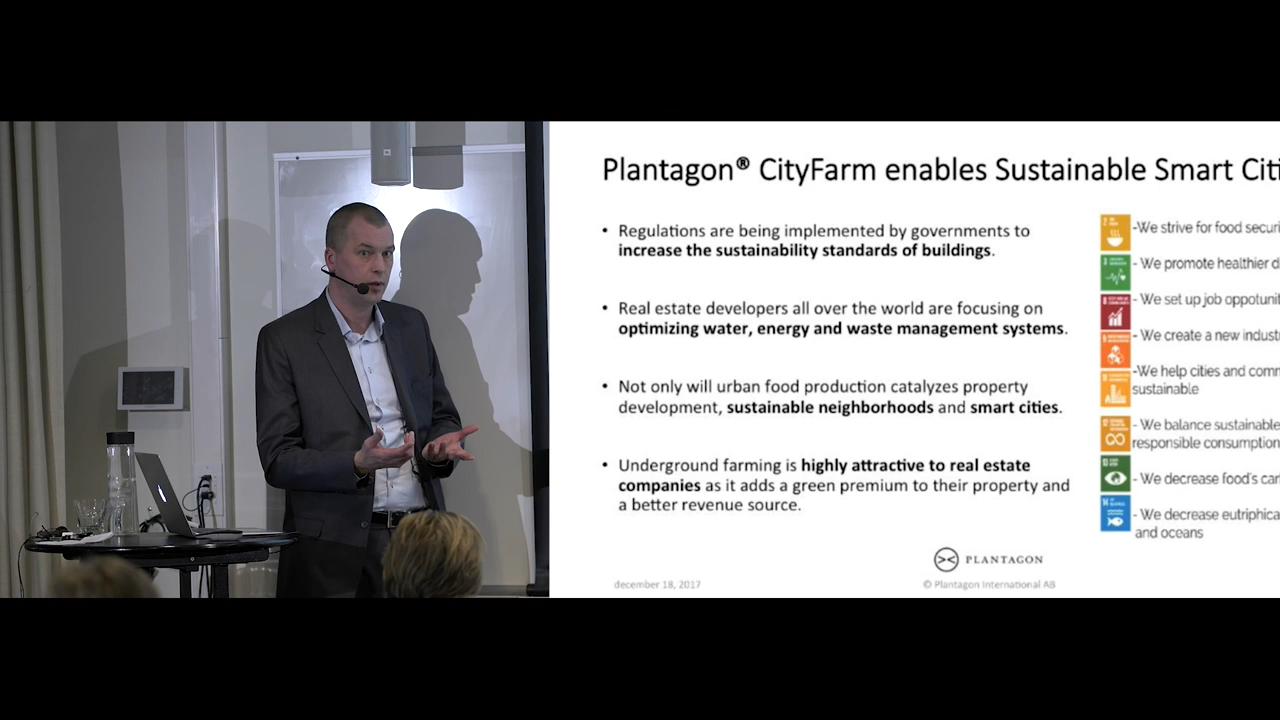 Plantagon® CityFarm enables Sustainable Smart Citi
• Regulations are being implemented by governments to
increase the sustainability standards of buildings.
• Real estate developers all over the world are focusing on
optimizing water, energy and waste management systems.
• Not only will urban food production catalyzes property
development, sustainable neighborhoods and smart cities.
• Underground farming is highly attractive to real estate
companies as it adds a green premium to their property and
a better revenue source.
-We strive for food securi
- We promote healthier d
- We set up job oppotunit
- We create a new industr
-We help cities and comm
sustainable
- We balance sustainable
responsible consumption
- We decrease food's car
- We decrease eutriphica
and oceans
PLANTAGON
december 18, 2017
© Plantagon International AB